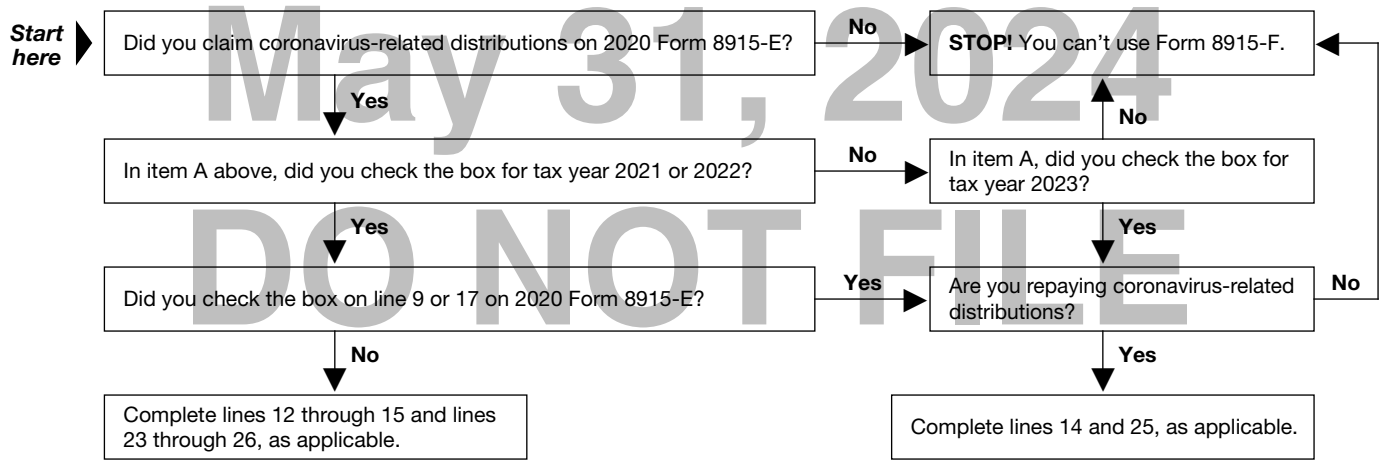 Start
here
Did you claim coronavirus-related distributions on 2020 Form 8915-E?
No
STOP! You can’t use Form 8915-F.
May 31, 2024
Yes
No
In item A above, did you check the box for tax year 2021 or 2022?
No
In item A, did you check the box for
tax year 2023?
Yes
Yes
DO NOT FILE
Did you check the box on line 9 or 17 on 2020 Form 8915-E?
Yes
Are you repaying coronavirus-related
distributions?
No
No
Yes
Complete lines 12 through 15 and lines
23 through 26, as applicable.
Complete lines 14 and 25, as applicable.